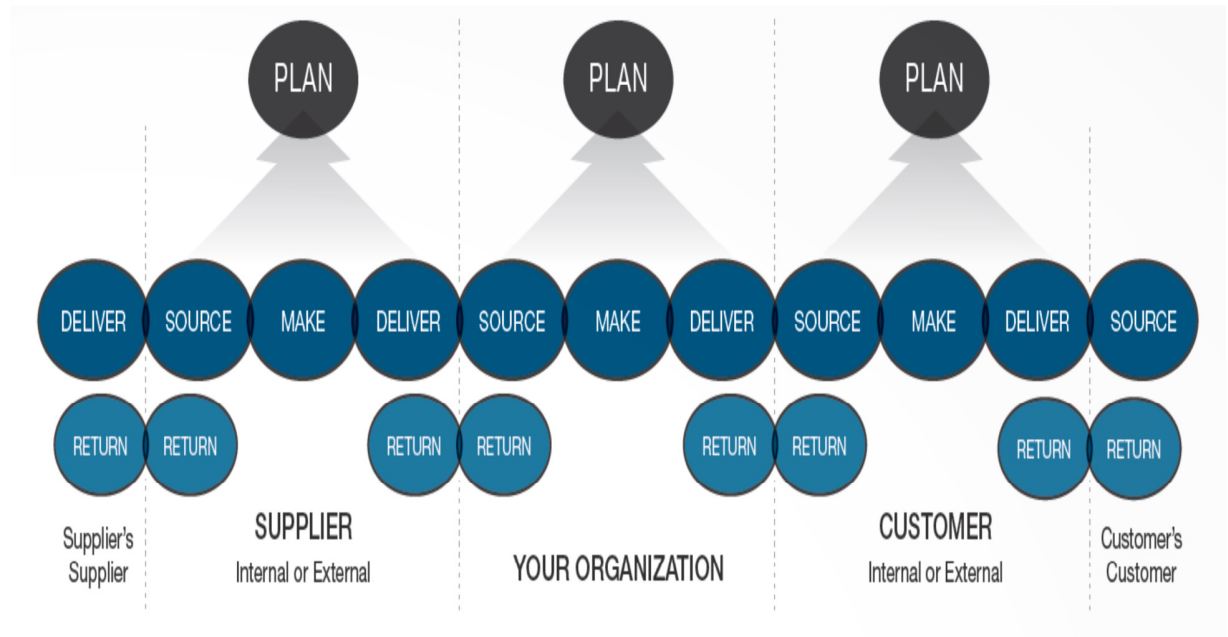 PLAN
PLAN
PLAN
DELIVER
SOURCE
MAKE
DELIVER
SOURCE
MAKE
DELIVER
SOURCE
MAKE
DELIVER
SOURCE
RETURN
RETURN
RETURN
RETURN
RETURN
RETURN
RETURN
RETURN
Supplier's
Supplier
SUPPLIER
Internal or External
YOUR ORGANIZATION
CUSTOMER
Internal or External
Customer's
Customer